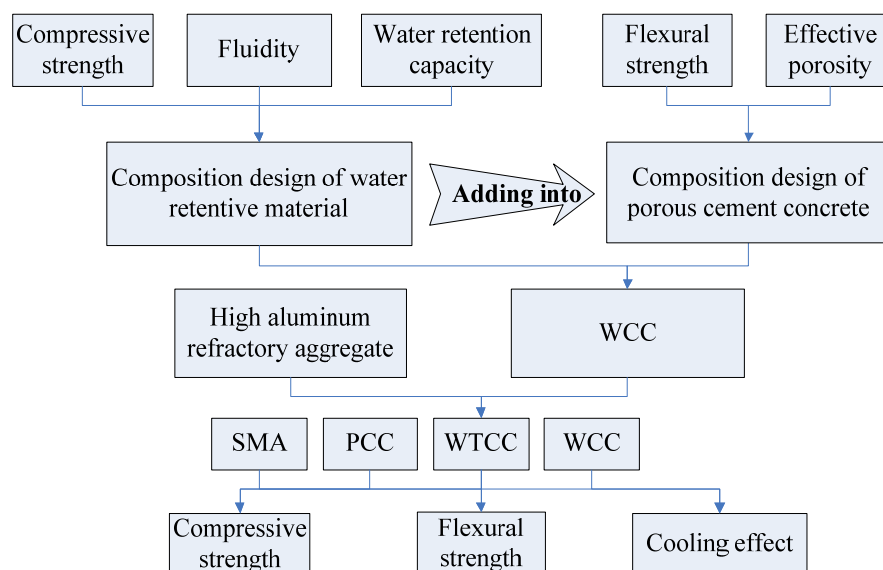 Compressive
strength
Fluidity
Water retention
capacity
Flexural
strength
Effective
porosity
Composition design of water
retentive material
Adding into
Composition design of
porous cement concrete
High aluminum
refractory aggregate
WCC
SMA
PCC
WTCC
WCC
Compressive
strength
Flexural
strength
Cooling effect